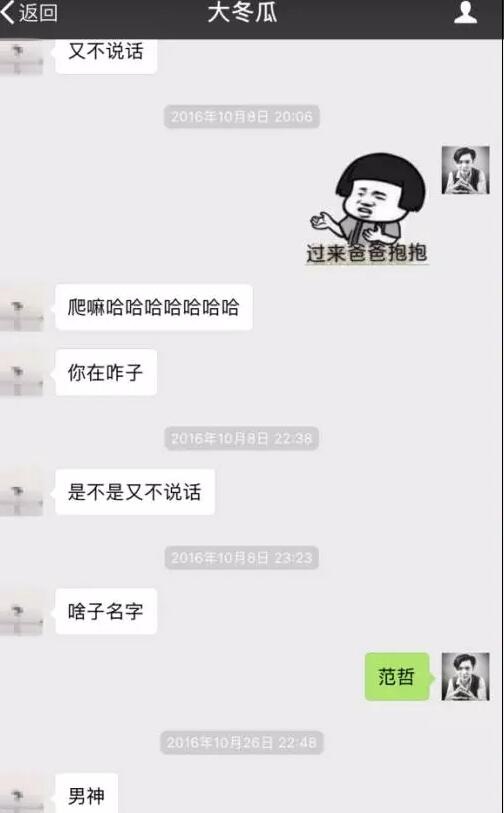 返回
大冬瓜
又不说话
2016年10月8日 20:06
过来爸爸抱抱
爬嘛哈哈哈哈哈哈哈
你在咋子
2016年10月8日 22:38
是不是又不说话
2016年10月8日 23:23
啥子名字
范哲
2016年10月26日 22:48
男神